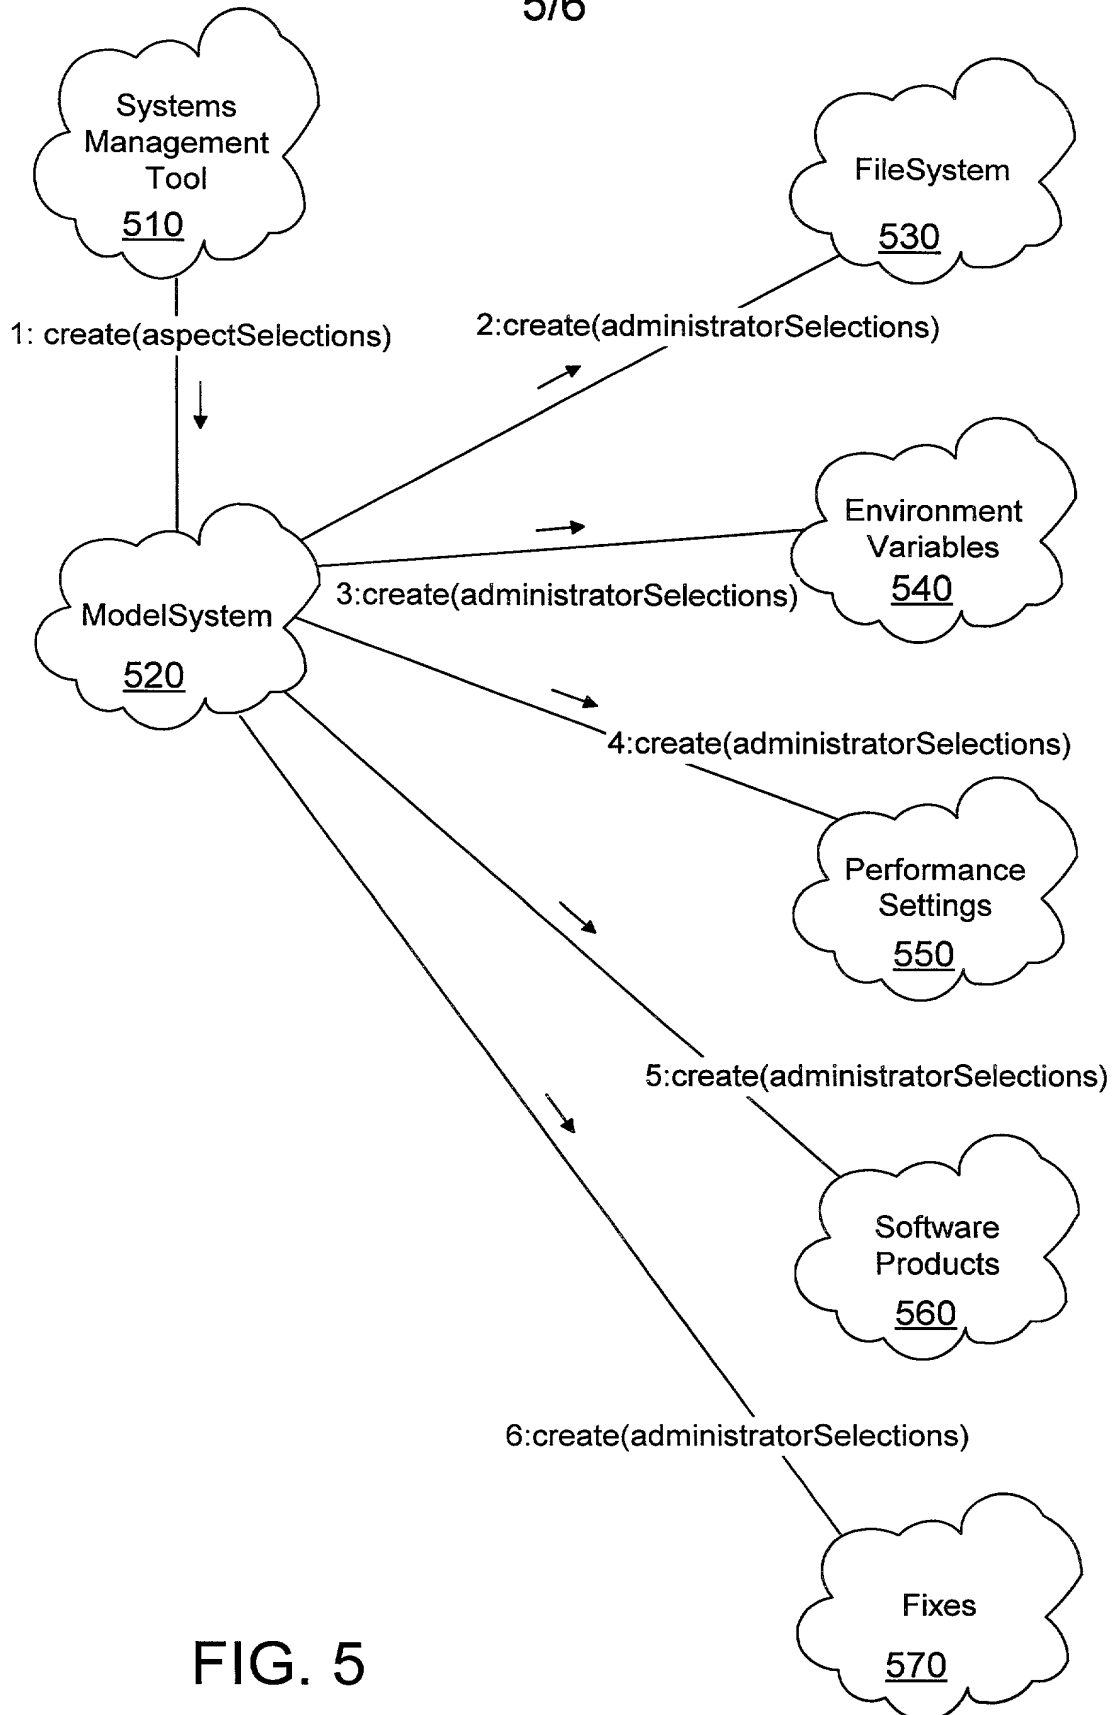 5/6
Systems
Management
Tool
510
FileSystem
530
1: create(aspectSelections)
2:create(administratorSelections)
Environment
Variables
540
3:create(administratorSelections)
ModelSystem
520
4:create(administratorSelections)
Performance
Settings
550
5:create(administratorSelections)
Software
Products
560
6:create(administratorSelections)
Fixes
570
FIG. 5